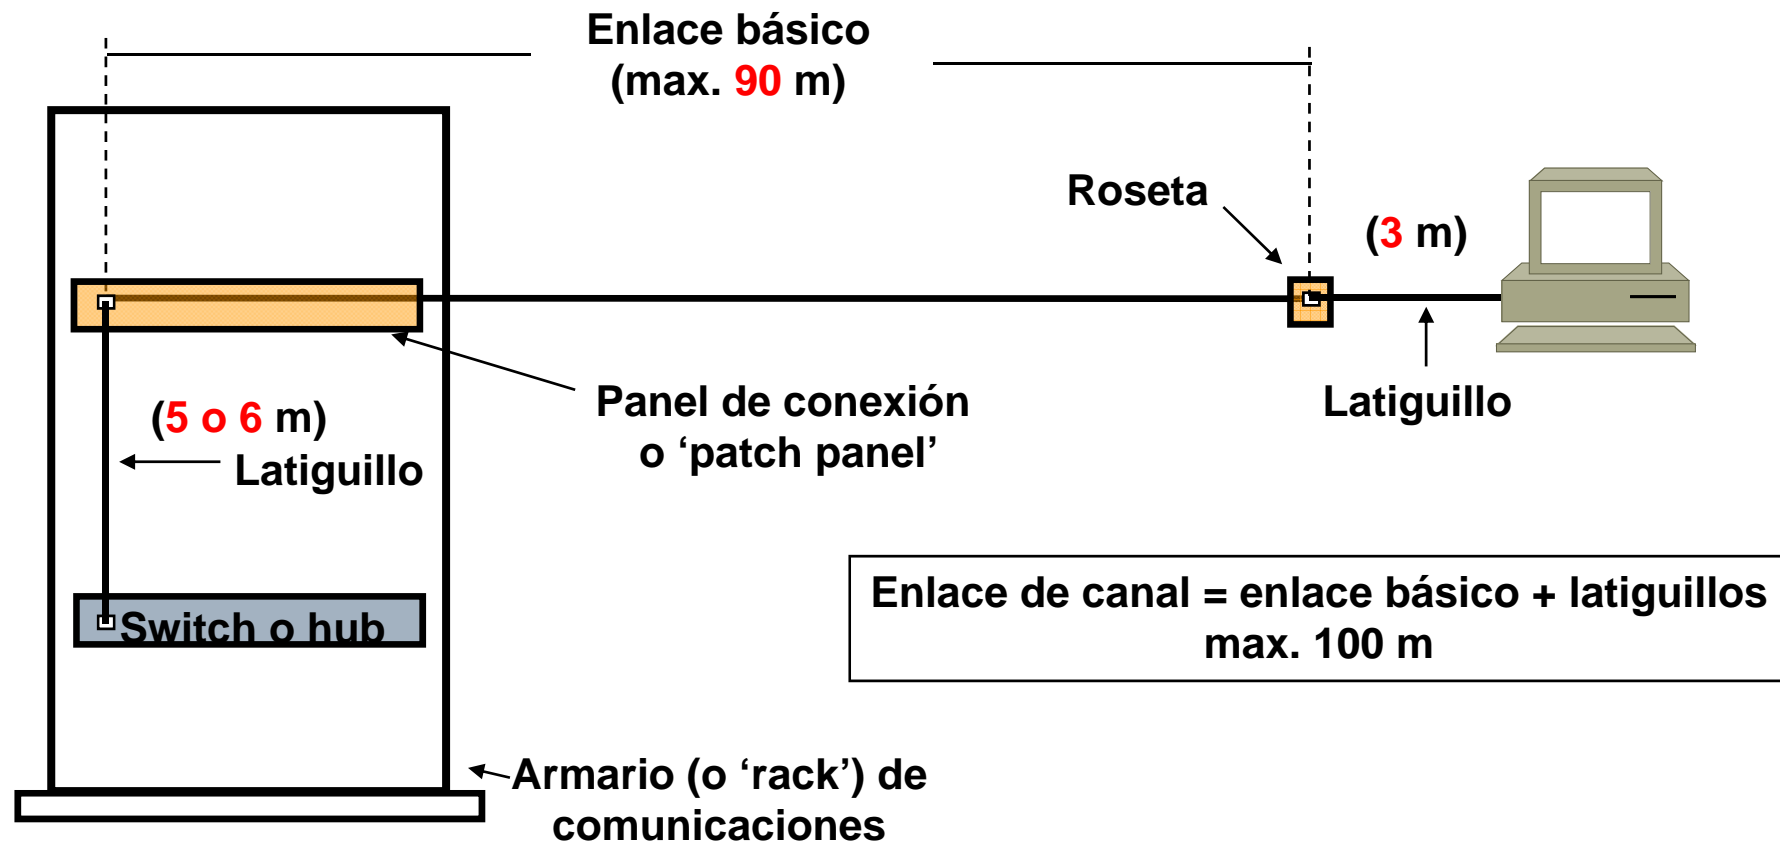 Enlace básico
(max. 90 m)
Roseta
(3 m)
Panel de conexión
o ‘patch panel’
Latiguillo
(5 o 6 m)
Latiguillo
Switch o hub
Enlace de canal = enlace básico + latiguillos
max. 100 m
Armario (o ‘rack’) de
comunicaciones